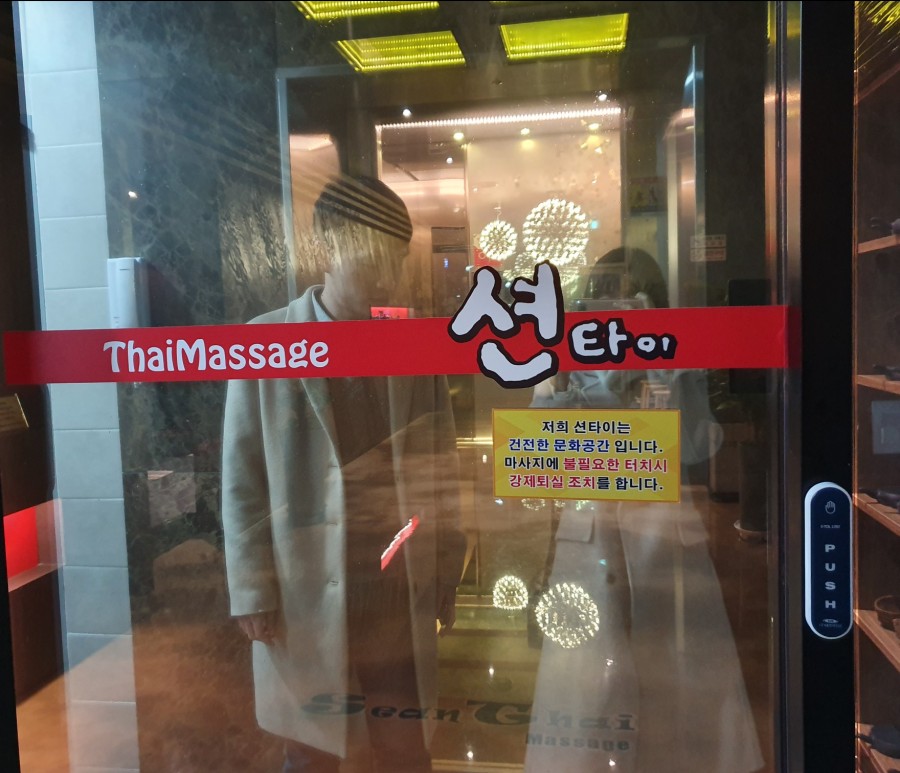 ThaiMassage
션타이
저희 션타이는
건전한 문화공간 입니다.
마사지에 불필요한 터치시
강제퇴실 조치를 합니다.
PUSH
Sean Thai
Massage